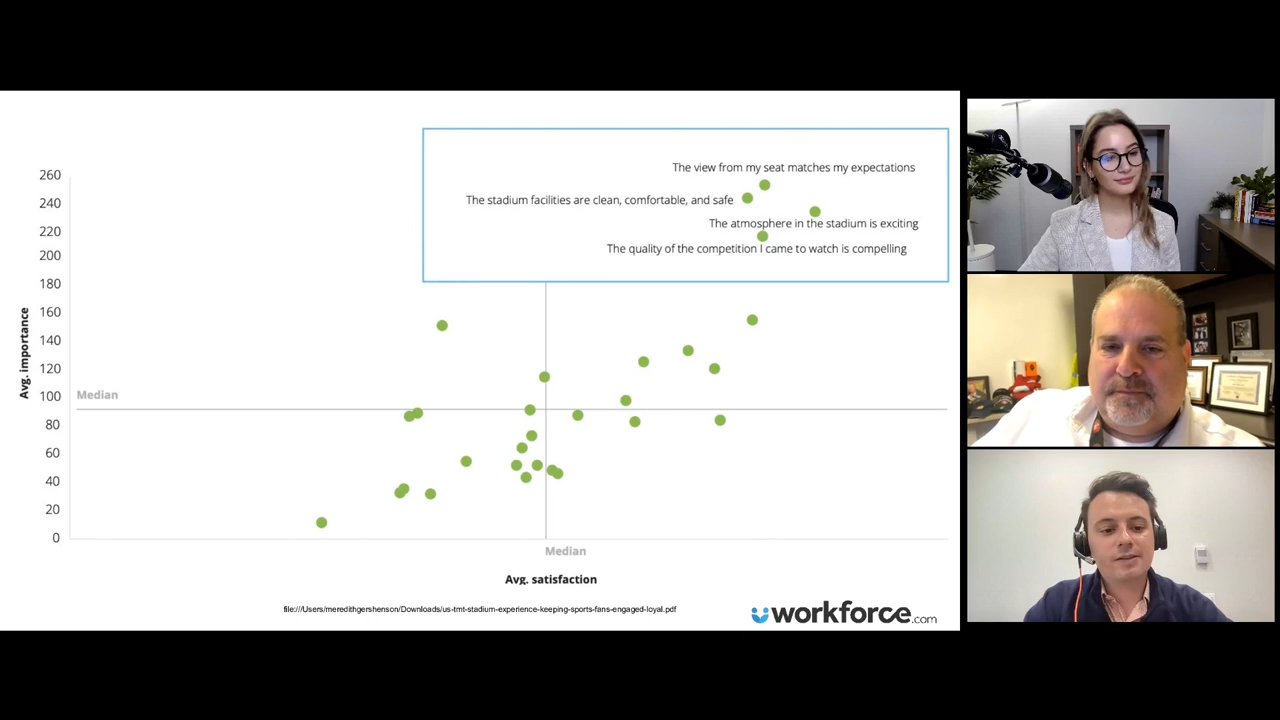 The view from my seat matches my expectations
The stadium facilities are clean, comfortable, and safe
The atmosphere in the stadium is exciting
The quality of the competition I came to watch is compelling
260
240
220
200
180
160
140
120
100
80
60
40
20
0
Avg. importance
Median
Median
Avg. satisfaction
file:///Users/meredithgershenson/Downloads/us-tmt-stadium-experience-keeping-sports-fans-engaged-loyal.pdf
workforce.com